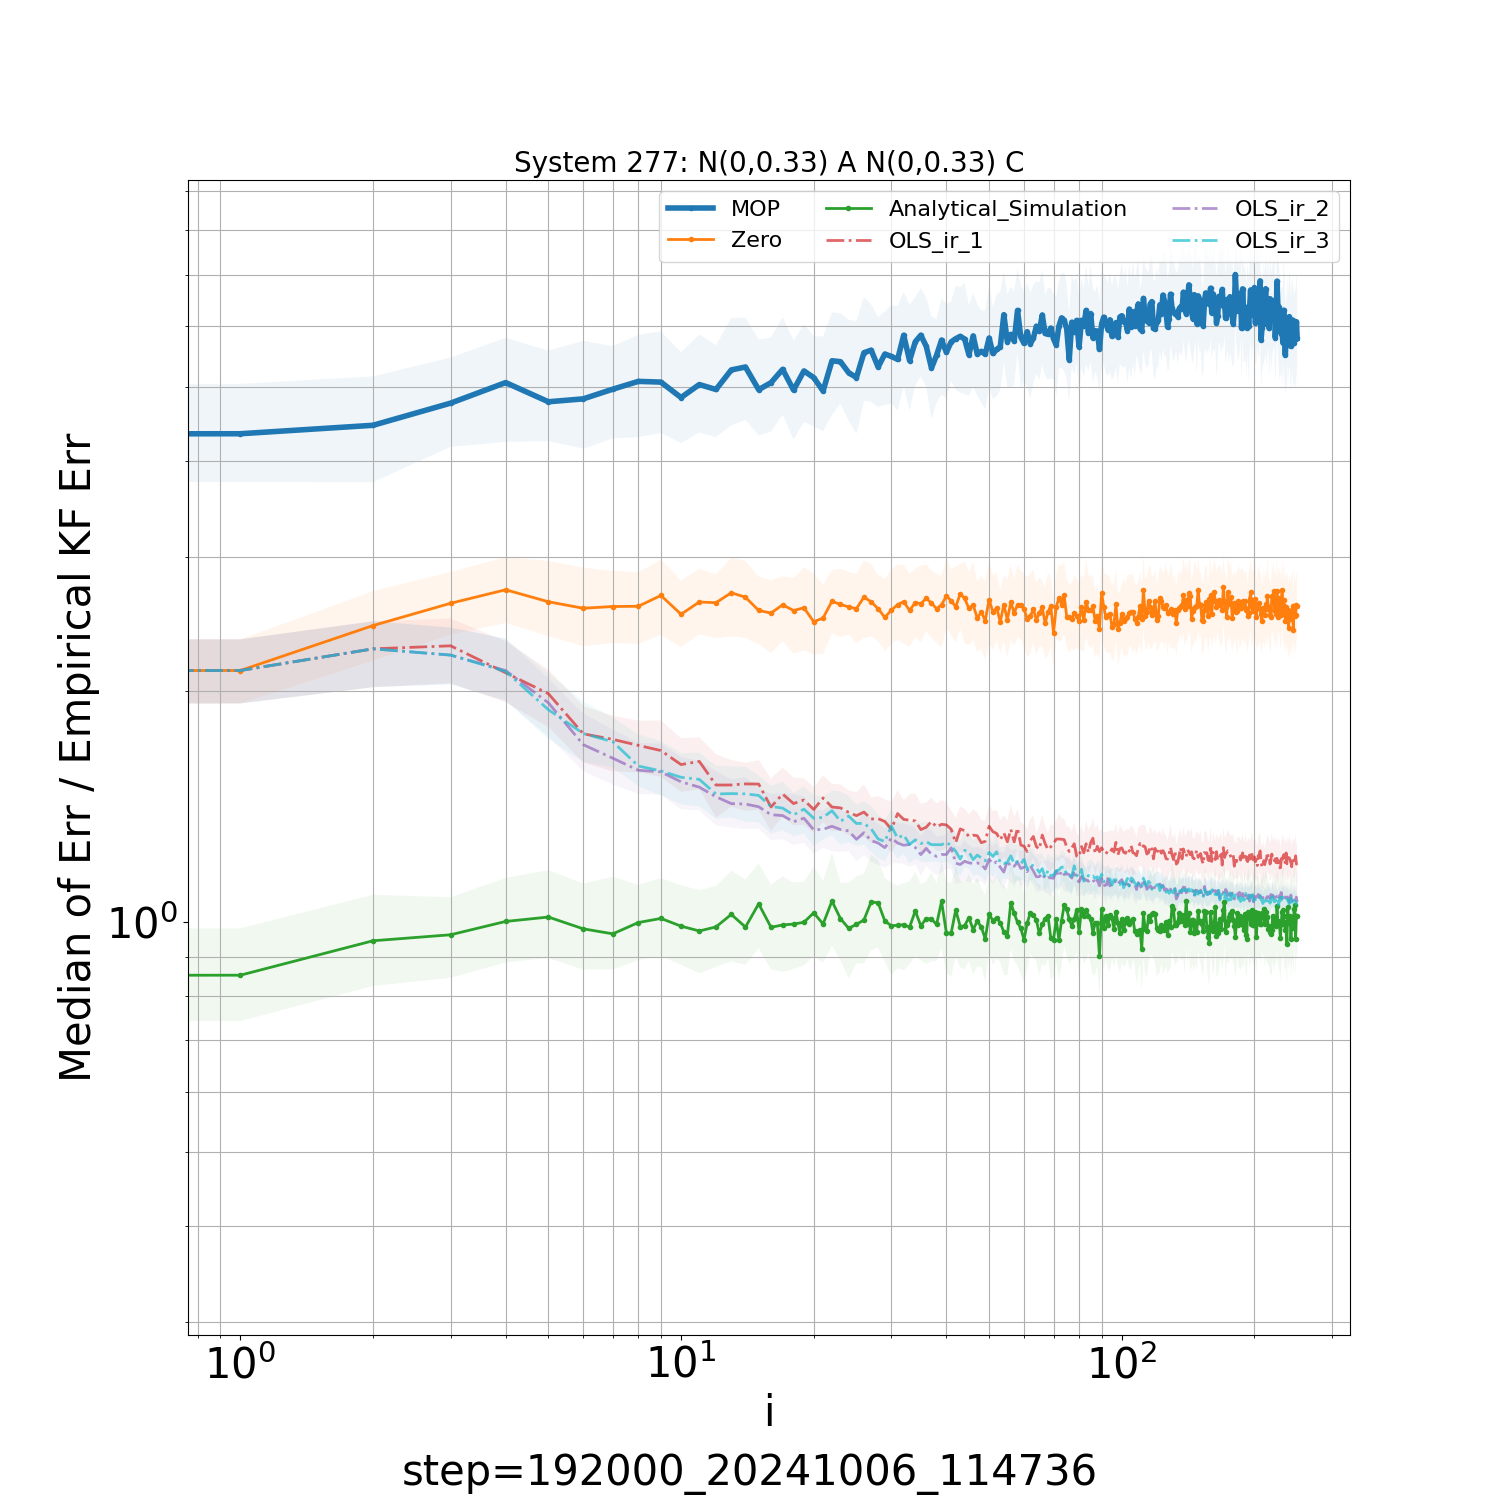 System 277: N(0,0.33) A N(0,0.33) C
MOP
Zero
Analytical_Simulation
OLS_ir_1
OLS_ir_2
OLS_ir_3
Median of Err / Empirical KF Err
10⁰
10⁰ 10¹ 10²
i
step=192000_20241006_114736